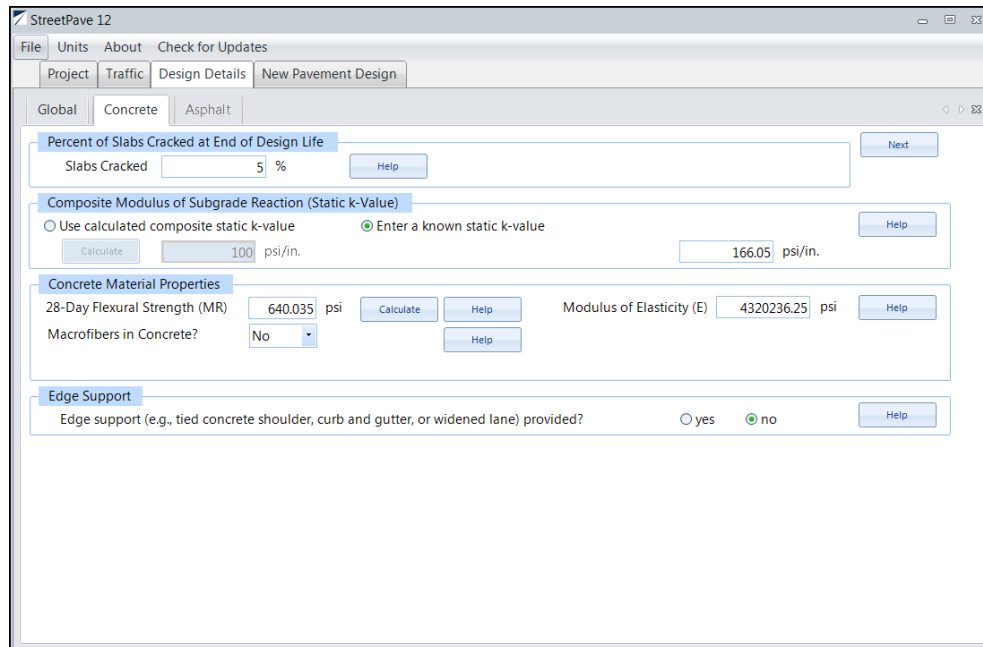 StreetPave 12
File Units About Check for Updates
Project Traffic Design Details New Pavement Design
Global Concrete Asphalt
Percent of Slabs Cracked at End of Design Life
Next
Slabs Cracked 5 % Help
Composite Modulus of Subgrade Reaction (Static k-Value)
Use calculated composite static k-value Enter a known static k-value Help
Calculate 100 psi/in. 166.05 psi/in.
Concrete Material Properties
28-Day Flexural Strength (MR) 640.035 psi Calculate Help Modulus of Elasticity (E) 4320236.25 psi Help
Macrofibers in Concrete? No Help
Edge Support
Edge support (e.g., tied concrete shoulder, curb and gutter, or widened lane) provided? yes no Help